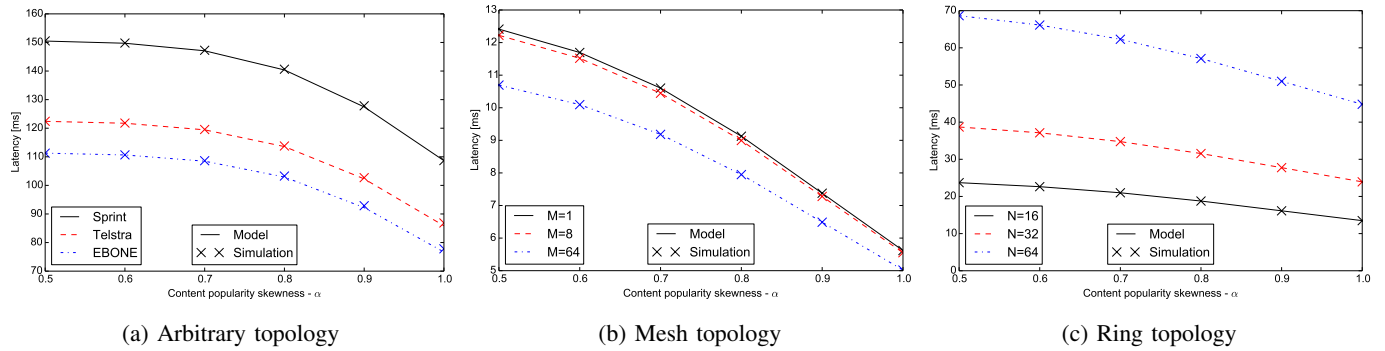 160
150
140
130
120
110
100
90
80
70
Latency [ms]
Sprint
Telstra
EBONE
Model
Simulation
0.5 0.6 0.7 0.8 0.9 1.0
Content popularity skewness - α
(a) Arbitrary topology
13
12
11
10
9
8
7
6
5
Latency [ms]
M=1
M=8
M=64
Model
Simulation
0.5 0.6 0.7 0.8 0.9 1.0
Content popularity skewness - α
(b) Mesh topology
70
60
50
40
30
20
10
0
Latency [ms]
N=16
N=32
N=64
Model
Simulation
0.5 0.6 0.7 0.8 0.9 1.0
Content popularity skewness - α
(c) Ring topology